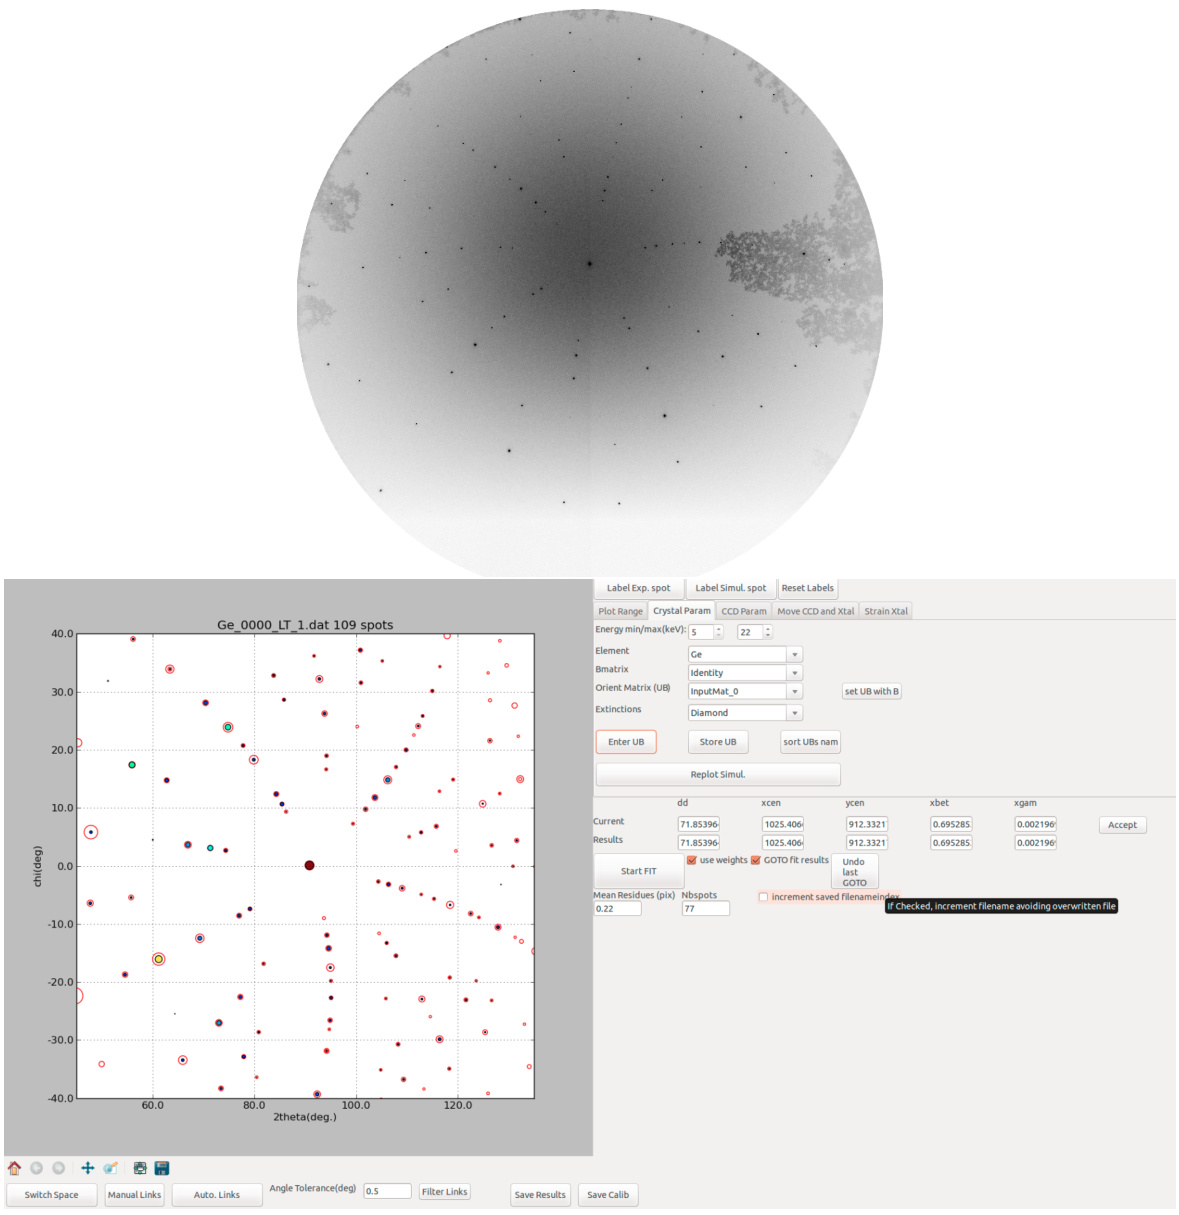 Label Exp. spot Label Simul. spot Reset Labels
Plot Range Crystal Param CCD Param Move CCD and Xtal Strain Xtal
Energy min/max(keV): 5 22
Element Ge
Bmatrix Identity
Orient Matrix (UB) InputMat_0 set UB with B
Extinctions Diamond
Enter UB Store UB sort UBs nam
Replot Simul.
dd xcen ycen xbet xgam
Current 71.85396 1025.406 912.3321 0.695285 0.002196 Accept
Results 71.85396 1025.406 912.3321 0.695285 0.002196
Start FIT use weights GOTO fit results Undo
last
GOTO
Mean Residues (pix) Nbspots increment saved filenameindex
0.22 77
If Checked, increment filename avoiding overwritten file
Ge_0000_LT_1.dat 109 spots
40.0
30.0
20.0
10.0
0.0
-10.0
-20.0
-30.0
-40.0
chi(deg)
60.0 80.0 100.0 120.0
2theta(deg.)
Switch Space Manual Links Auto. Links Angle Tolerance(deg) 0.5 Filter Links Save Results Save Calib